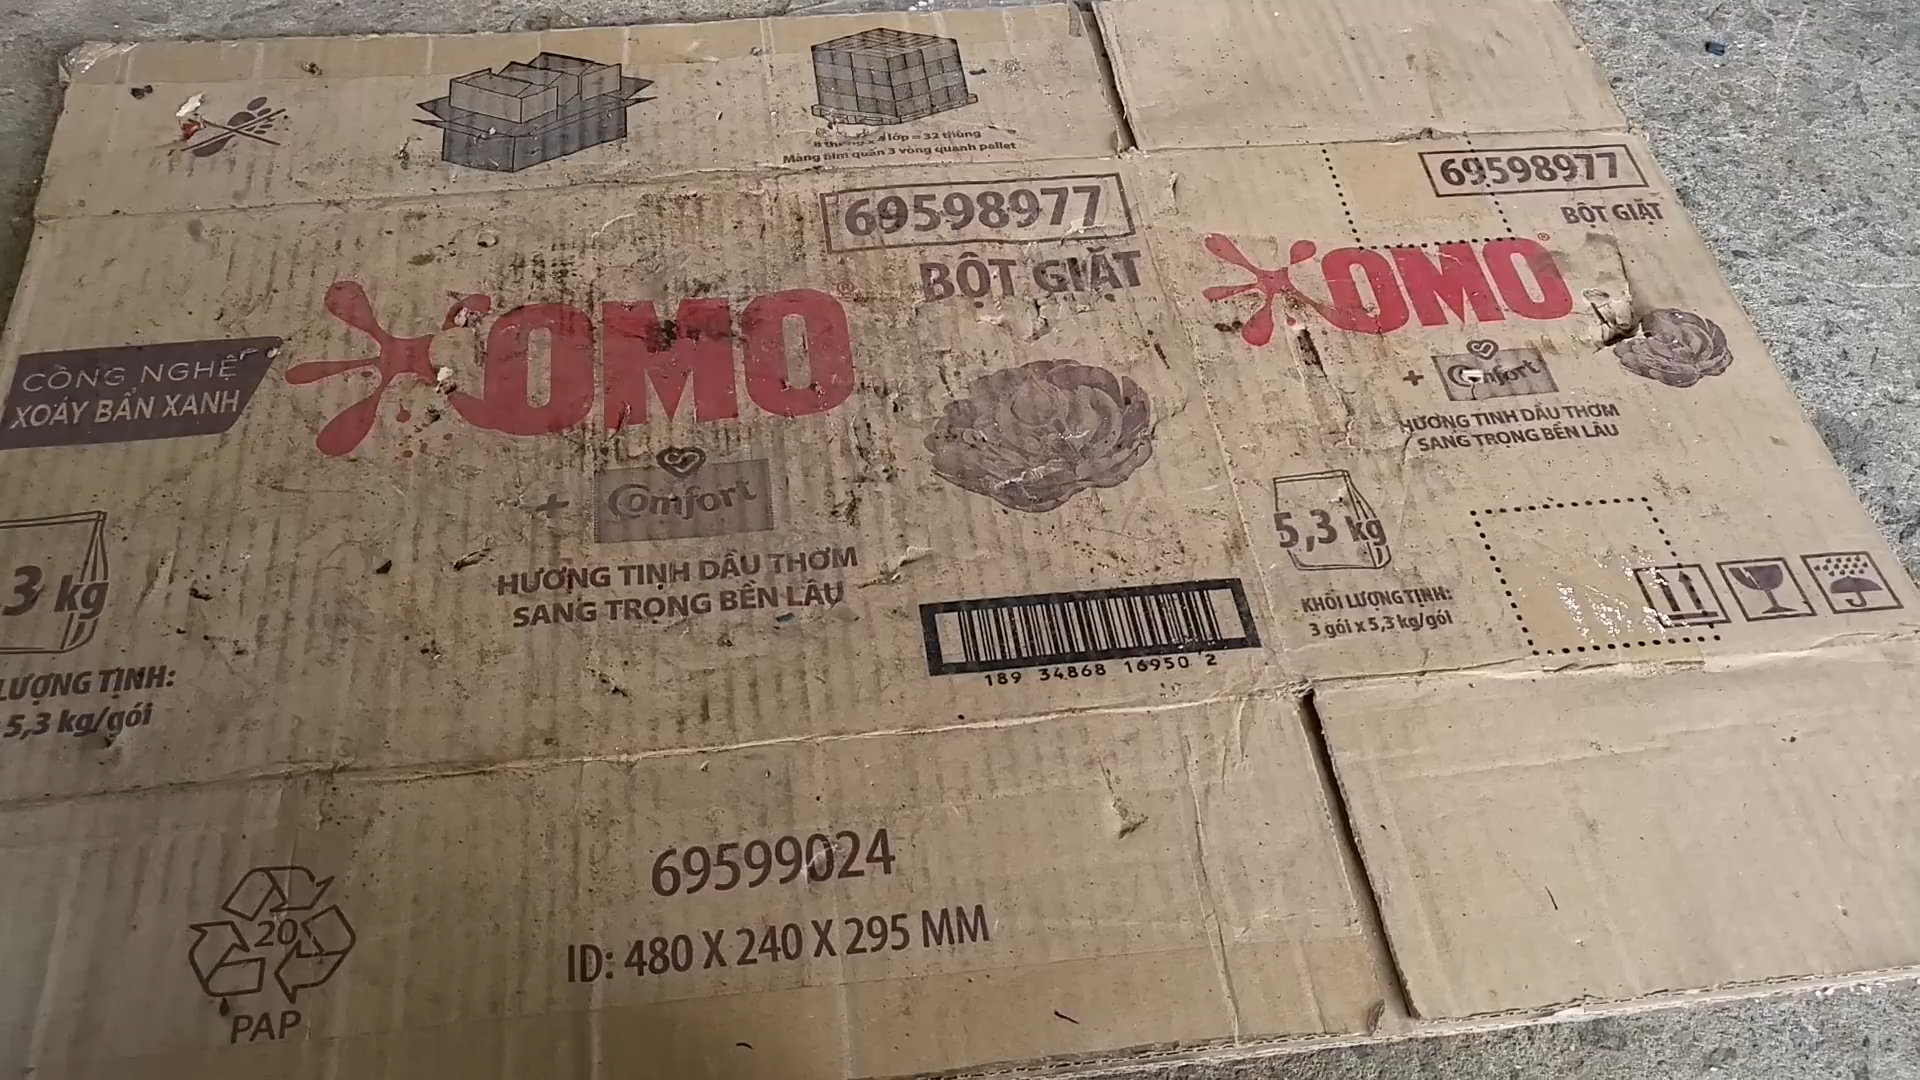 4 lớp = 32 thùng
Màng film quấn 3 vòng quanh pallet
69598977
BỘT GIẶT
CÔNG NGHỆ
XOÁY BẨN XANH
OMO®
+ Comfort
HƯƠNG TINH DẦU THƠM
SANG TRỌNG BỀN LÂU
3 kg
LƯỢNG TỊNH:
5,3 kg/gói
189 34868 16950 2
69598977
BỘT GIẶT
OMO®
+ Comfort
HƯƠNG TINH DẦU THƠM
SANG TRỌNG BỀN LÂU
5,3 kg
KHỐI LƯỢNG TỊNH:
3 gói x 5,3 kg/gói
69599024
ID: 480 X 240 X 295 MM
20
PAP